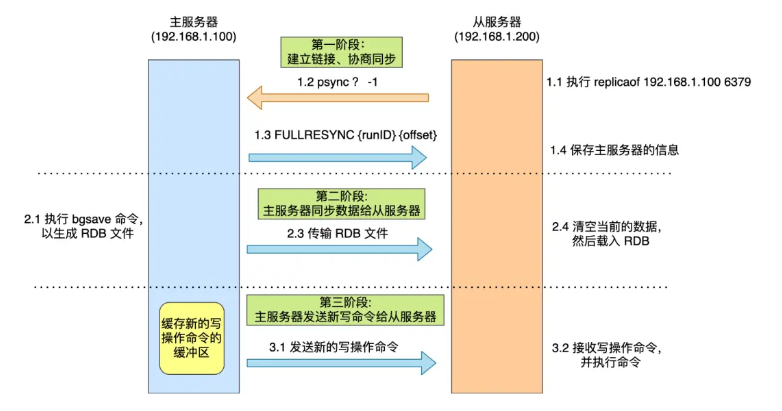 主服务器
(192.168.1.100)
从服务器
(192.168.1.200)
第一阶段:
建立链接、协商同步
1.1 执行 replicaof 192.168.1.100 6379
1.2 psync ? -1
1.3 FULLRESYNC {runID} {offset}
1.4 保存主服务器的信息
第二阶段:
主服务器同步数据给从服务器
2.1 执行 bgsave 命令,
以生成 RDB 文件
2.3 传输 RDB 文件
2.4 清空当前的数据,
然后载入 RDB
第三阶段:
主服务器发送新写命令给从服务器
缓存新的写
操作命令的
缓冲区
3.1 发送新的写操作命令
3.2 接收写操作命令,
并执行命令